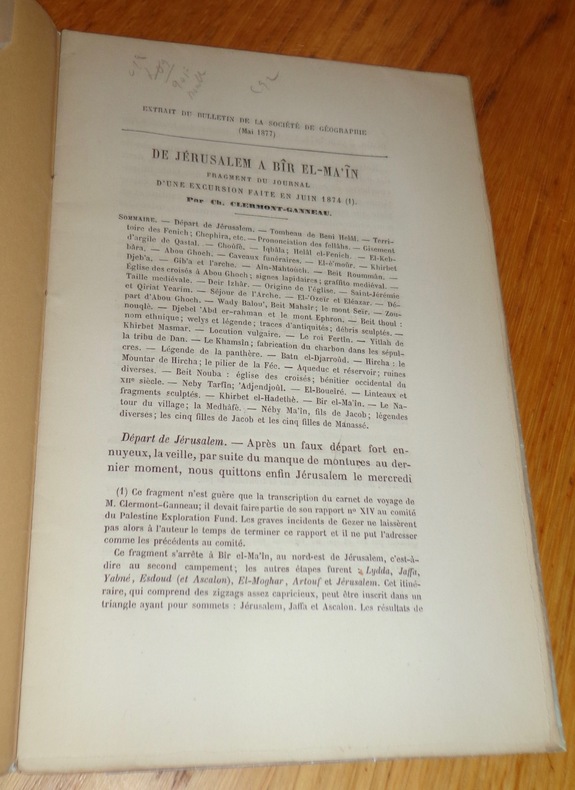 EXTRAIT DU BULLETIN DE LA SOCIÉTÉ DE GÉOGRAPHIE
(Mai 1877)
DE JÉRUSALEM A BÎR EL-MA'ÎN
FRAGMENT DU JOURNAL
D'UNE EXCURSION FAITE EN JUIN 1874 (1).
Par Ch. CLERMONT-GANNEAU.
SOMMAIRE. — Départ de Jérusalem. — Tombeau de Beni Helâl. — Terri-
toire des Fenich; Chephira, etc. — Prononciation des fellâhs. — Gisement
d'argile de Qastal. — Choûfè. — Iqbâla; Helâl el-Fenich. — El-Keb-
bâra. — Abou Ghoch. — Caveaux funéraires. — El-ô'moûr. — Khirbet
Djeb'a. — Gib'a et l'arche. — Aïn-Mahtoûch. — Beit Roummân. —
Église des croisés à Abou Ghoch; signes lapidaires; grafitto médiéval. —
Taille médiévale. — Deir Izhâr. — Origine de l'église. — Saint-Jérémie
et Qiriat Yearim. — Séjour de l'Arche. — El-'Ozeïr et Eléazar. — Dé-
part d'Abou Ghoch. — Wady Baloo', Beit Mahsîr; le mont Seïr. — Zou-
nouqlè. — Djebel 'Abd er-rahman et le mont Ephron. — Beit thoul :
nom ethnique; welys et légende; traces d'antiquités; débris sculptés. —
Khirbet Masmar. — Locution vulgaire. — Le roi Fertîn. — Yitlah de
la tribu de Dan. — Le Khamsîn; fabrication du charbon dans les sépul-
cres. — Légende de la panthère. — Batn el-Djarroûd. — Hircha : le
Mountar de Hircha; le pilier de la Fée. — Aqueduc et réservoir; ruines
diverses. — Beit Nouba : église des croisés; bénitier occidental du
XIIe siècle. — Neby Tarfîn; 'Adjendjoûl. — El-Boueïré. — Linteaux et
fragments sculptés. — Khirbet el-Hadethè. — Bîr el-Ma'în. — Le Na-
tour du village; la Medhâfè. — Néby Ma'în, fils de Jacob; légendes
diverses; les cinq filles de Jacob et les cinq filles de Manassé.
Départ de Jérusalem. — Après un faux départ fort en-
nuyeux, la veille, par suite du manque de montures au der-
nier moment, nous quittons enfin Jérusalem le mercredi
(1) Ce fragment n'est guère que la transcription du carnet de voyage de
M. Clermont-Ganneau; il devait faire partie de son rapport nº XIV au comité
du Palestine Exploration Fund. Les graves incidents de Gezer ne laissèrent
pas alors à l'auteur le temps de terminer ce rapport et il ne put l'adresser
comme les précédents au comité.
Ce fragment s'arrête à Bîr el-Ma'în, au nord-est de Jérusalem, c'est-à-
dire au second campement; les autres étapes furent Lydda, Jaffa,
Yabné, Esdoud (et Ascalon), El-Moghar, Artouf et Jérusalem. Cet itiné-
raire, qui comprend des zigzags assez capricieux, peut être inscrit dans un
triangle ayant pour sommets : Jérusalem, Jaffa et Ascalon. Les résultats de